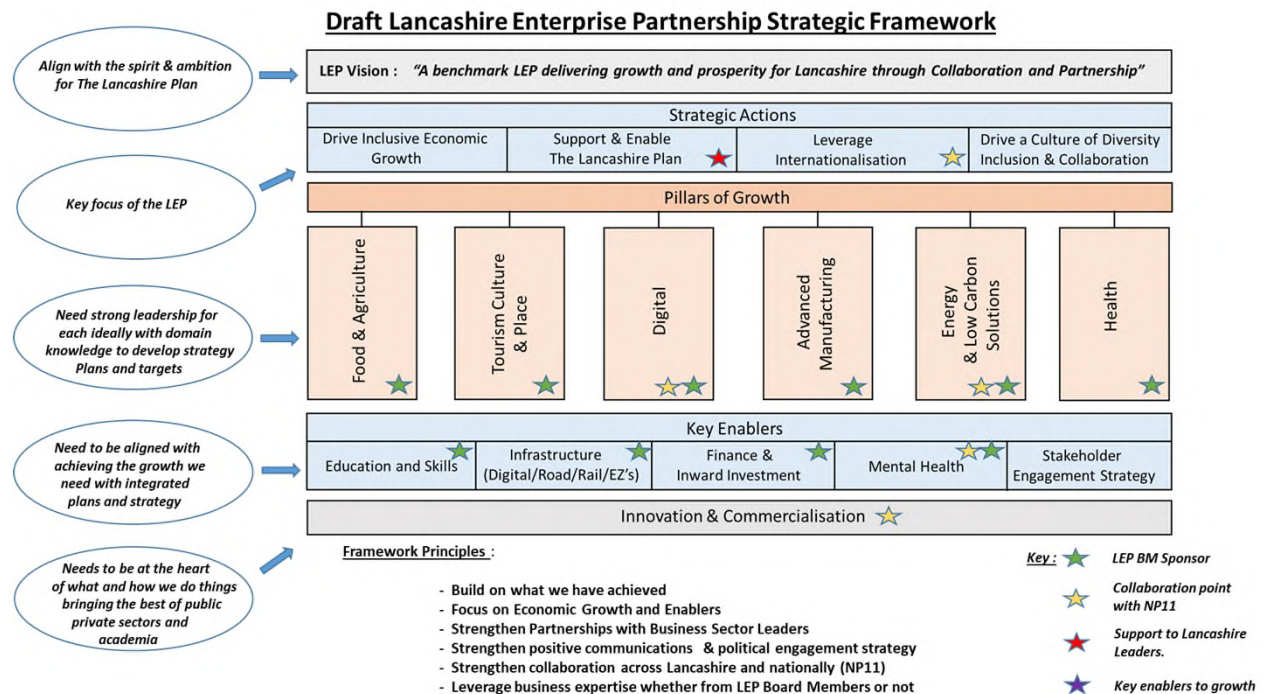 Draft Lancashire Enterprise Partnership Strategic Framework
Align with the spirit & ambition
for The Lancashire Plan
LEP Vision : “A benchmark LEP delivering growth and prosperity for Lancashire through Collaboration and Partnership”
Key focus of the LEP
Strategic Actions
Drive Inclusive Economic
Growth
Support & Enable
The Lancashire Plan
Leverage
Internationalisation
Drive a Culture of Diversity
Inclusion & Collaboration
Pillars of Growth
Need strong leadership for
each ideally with domain
knowledge to develop strategy
Plans and targets
Food & Agriculture
Tourism Culture
& Place
Digital
Advanced
Manufacturing
Energy
& Low Carbon
Solutions
Health
Need to be aligned with
achieving the growth we
need with integrated
plans and strategy
Key Enablers
Education and Skills
Infrastructure
(Digital/Road/Rail/EZ’s)
Finance &
Inward Investment
Mental Health
Stakeholder
Engagement Strategy
Innovation & Commercialisation
Needs to be at the heart
of what and how we do things
bringing the best of public
private sectors and
academia
Framework Principles :
- Build on what we have achieved
- Focus on Economic Growth and Enablers
- Strengthen Partnerships with Business Sector Leaders
- Strengthen positive communications & political engagement strategy
- Strengthen collaboration across Lancashire and nationally (NP11)
- Leverage business expertise whether from LEP Board Members or not
Key :
LEP BM Sponsor
Collaboration point
with NP11
Support to Lancashire
Leaders.
Key enablers to growth